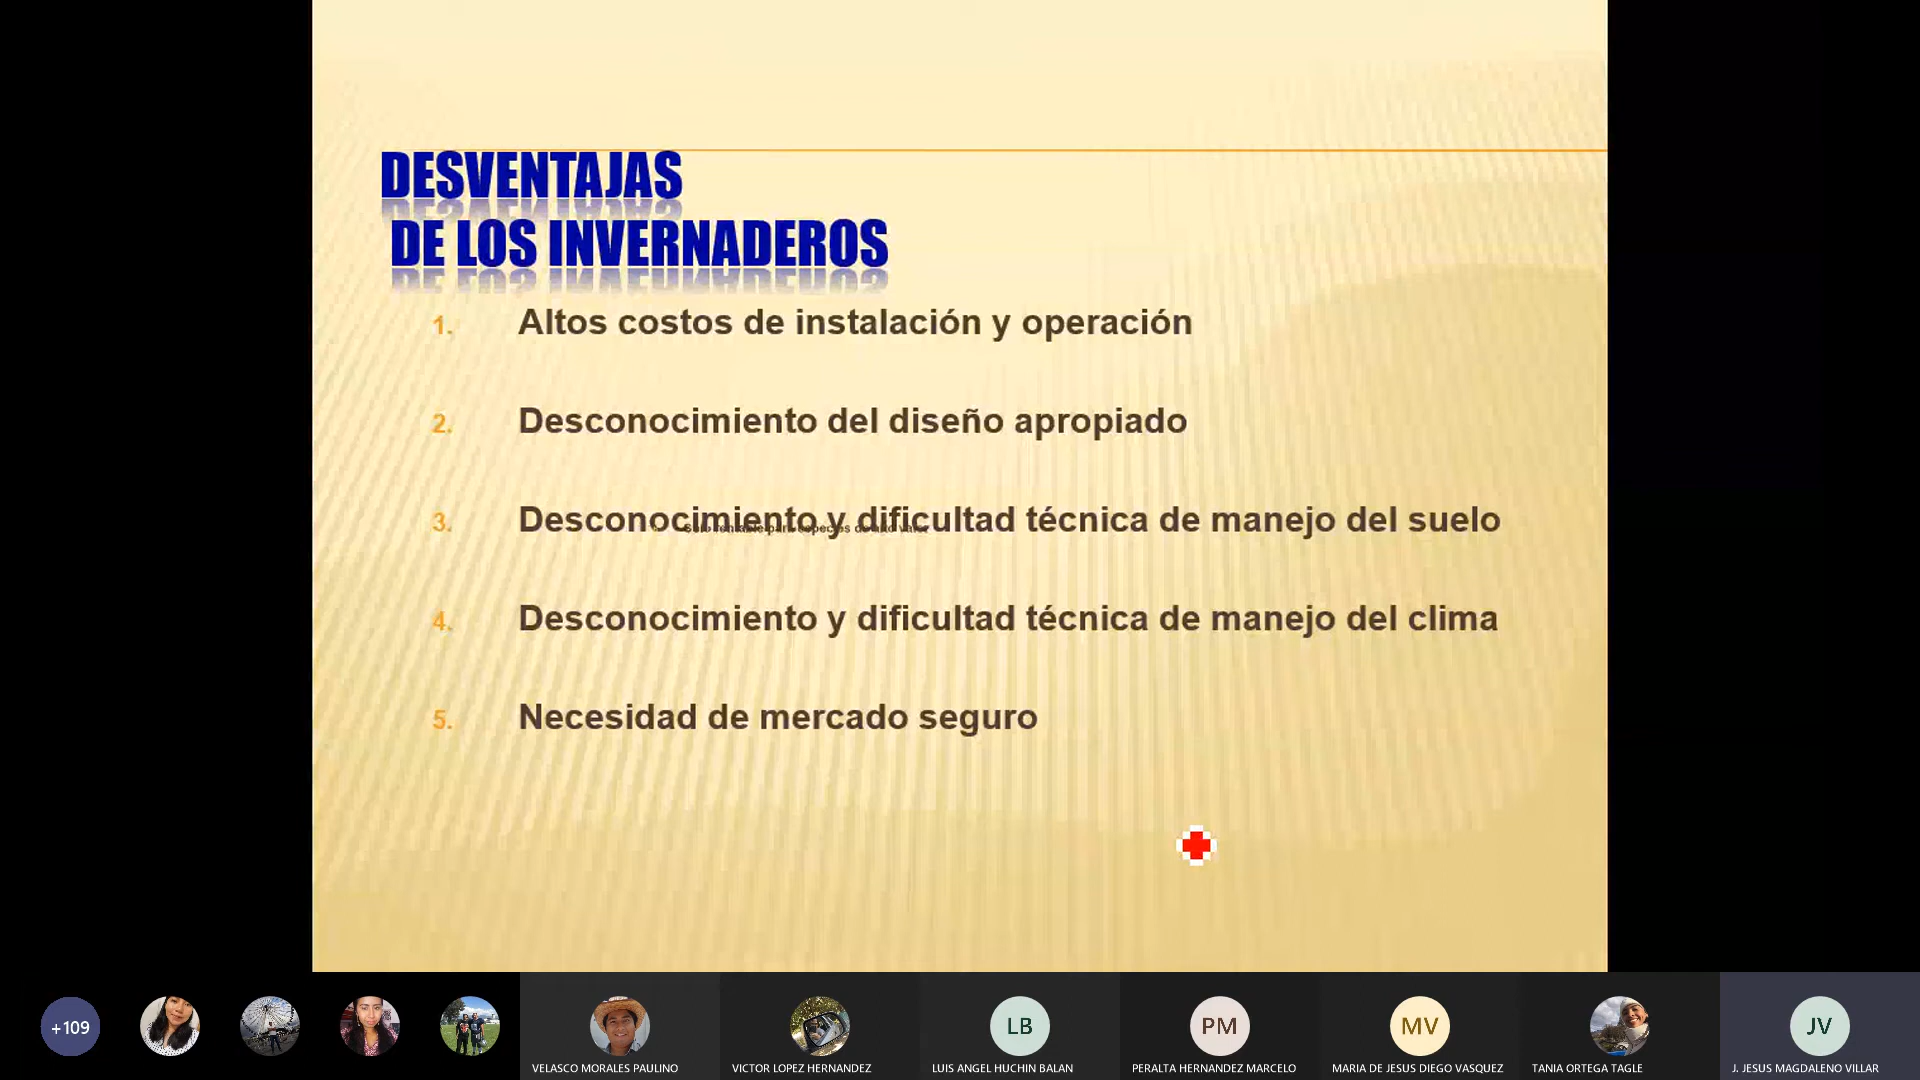 DESVENTAJAS
DE LOS INVERNADEROS
1. Altos costos de instalación y operación
2. Desconocimiento del diseño apropiado
3. Desconocimiento y dificultad técnica de manejo del suelo
4. Desconocimiento y dificultad técnica de manejo del clima
5. Necesidad de mercado seguro
+109
LB
PM
MV
JV
VELASCO MORALES PAULINO
VICTOR LOPEZ HERNANDEZ
LUIS ANGEL HUCHIN BALAN
PERALTA HERNANDEZ MARCELO
MARIA DE JESUS DIEGO VASQUEZ
TANIA ORTEGA TAGLE
J. JESUS MAGDALENO VILLAR